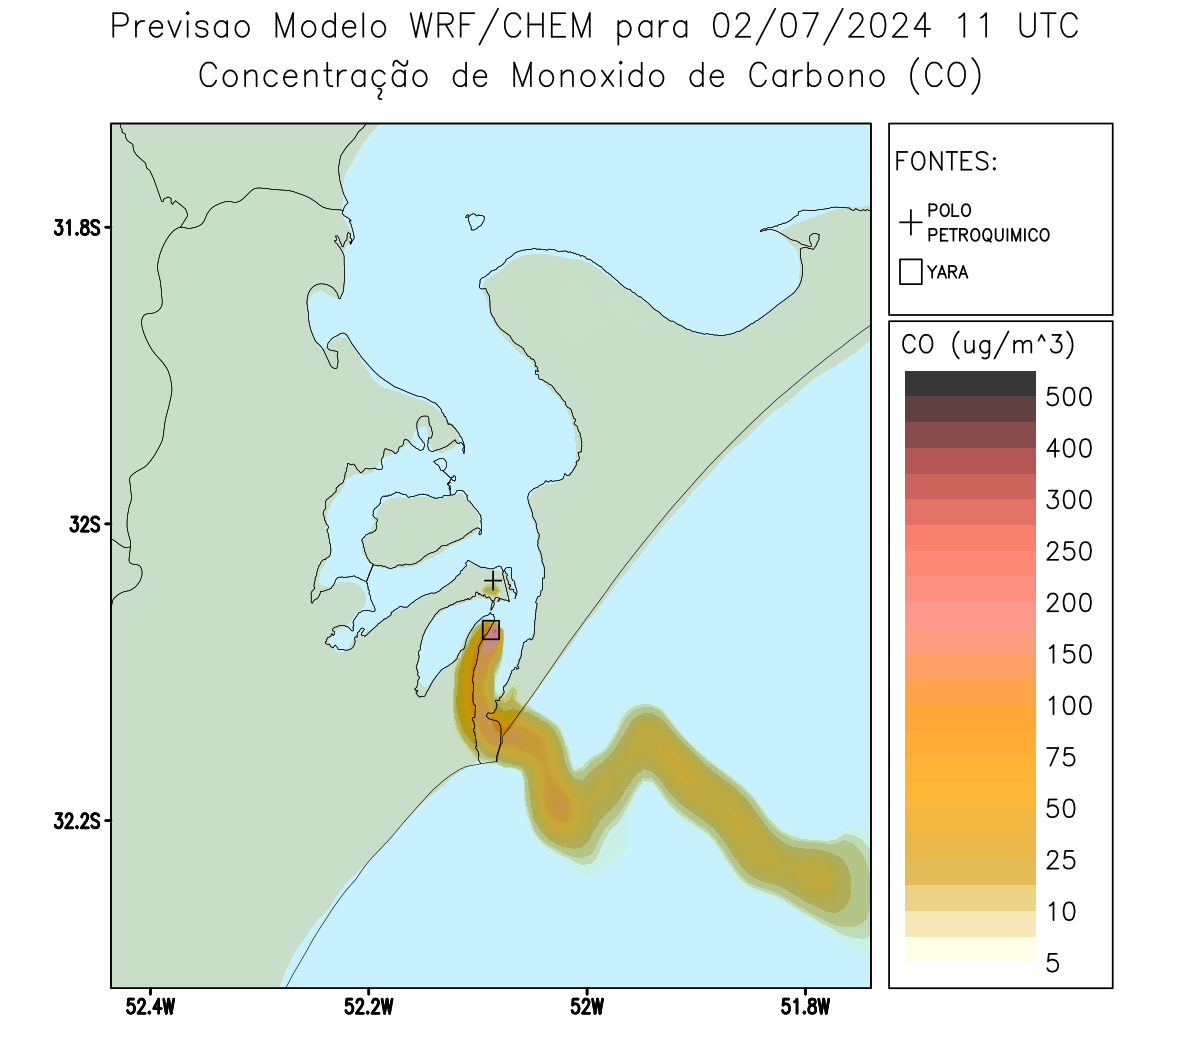 Previsao Modelo WRF/CHEM para 02/07/2024 11 UTC
Concentração de Monoxido de Carbono (CO)
FONTES:
POLO
PETROQUIMICO
YARA
CO (ug/m^3)
500
400
300
250
200
150
100
75
50
25
10
5
31.8S
32S
32.2S
52.4W
52.2W
52W
51.8W